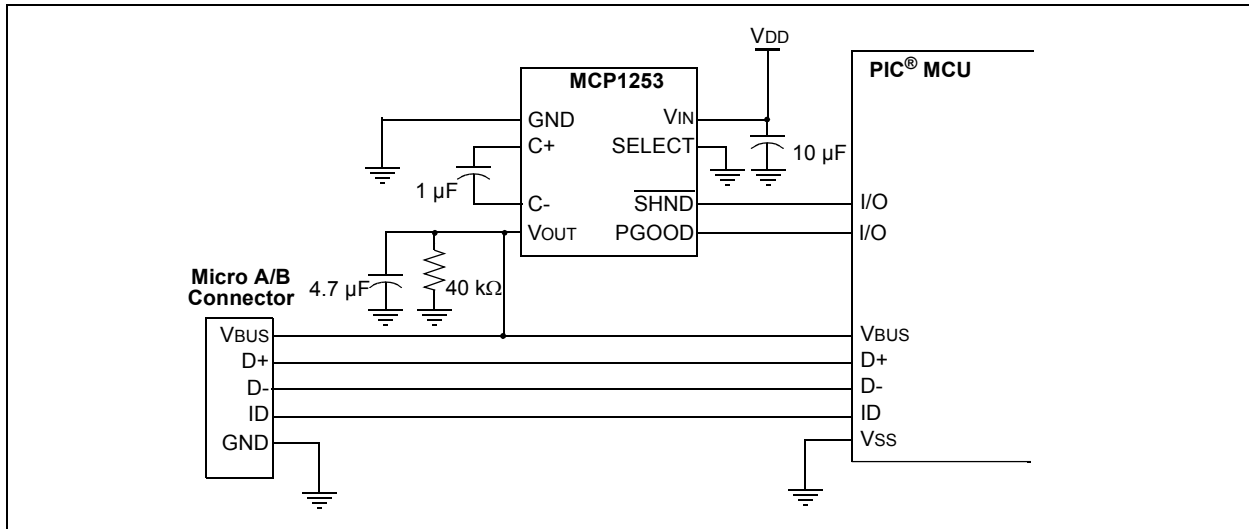 VDD
MCP1253
PIC® MCU
GND
VIN
C+
SELECT
10 µF
1 µF
C-
SHND
I/O
VOUT
PGOOD
I/O
Micro A/B
Connector
4.7 µF
40 kΩ
VBUS
VBUS
D+
D+
D-
D-
ID
ID
GND
VSS